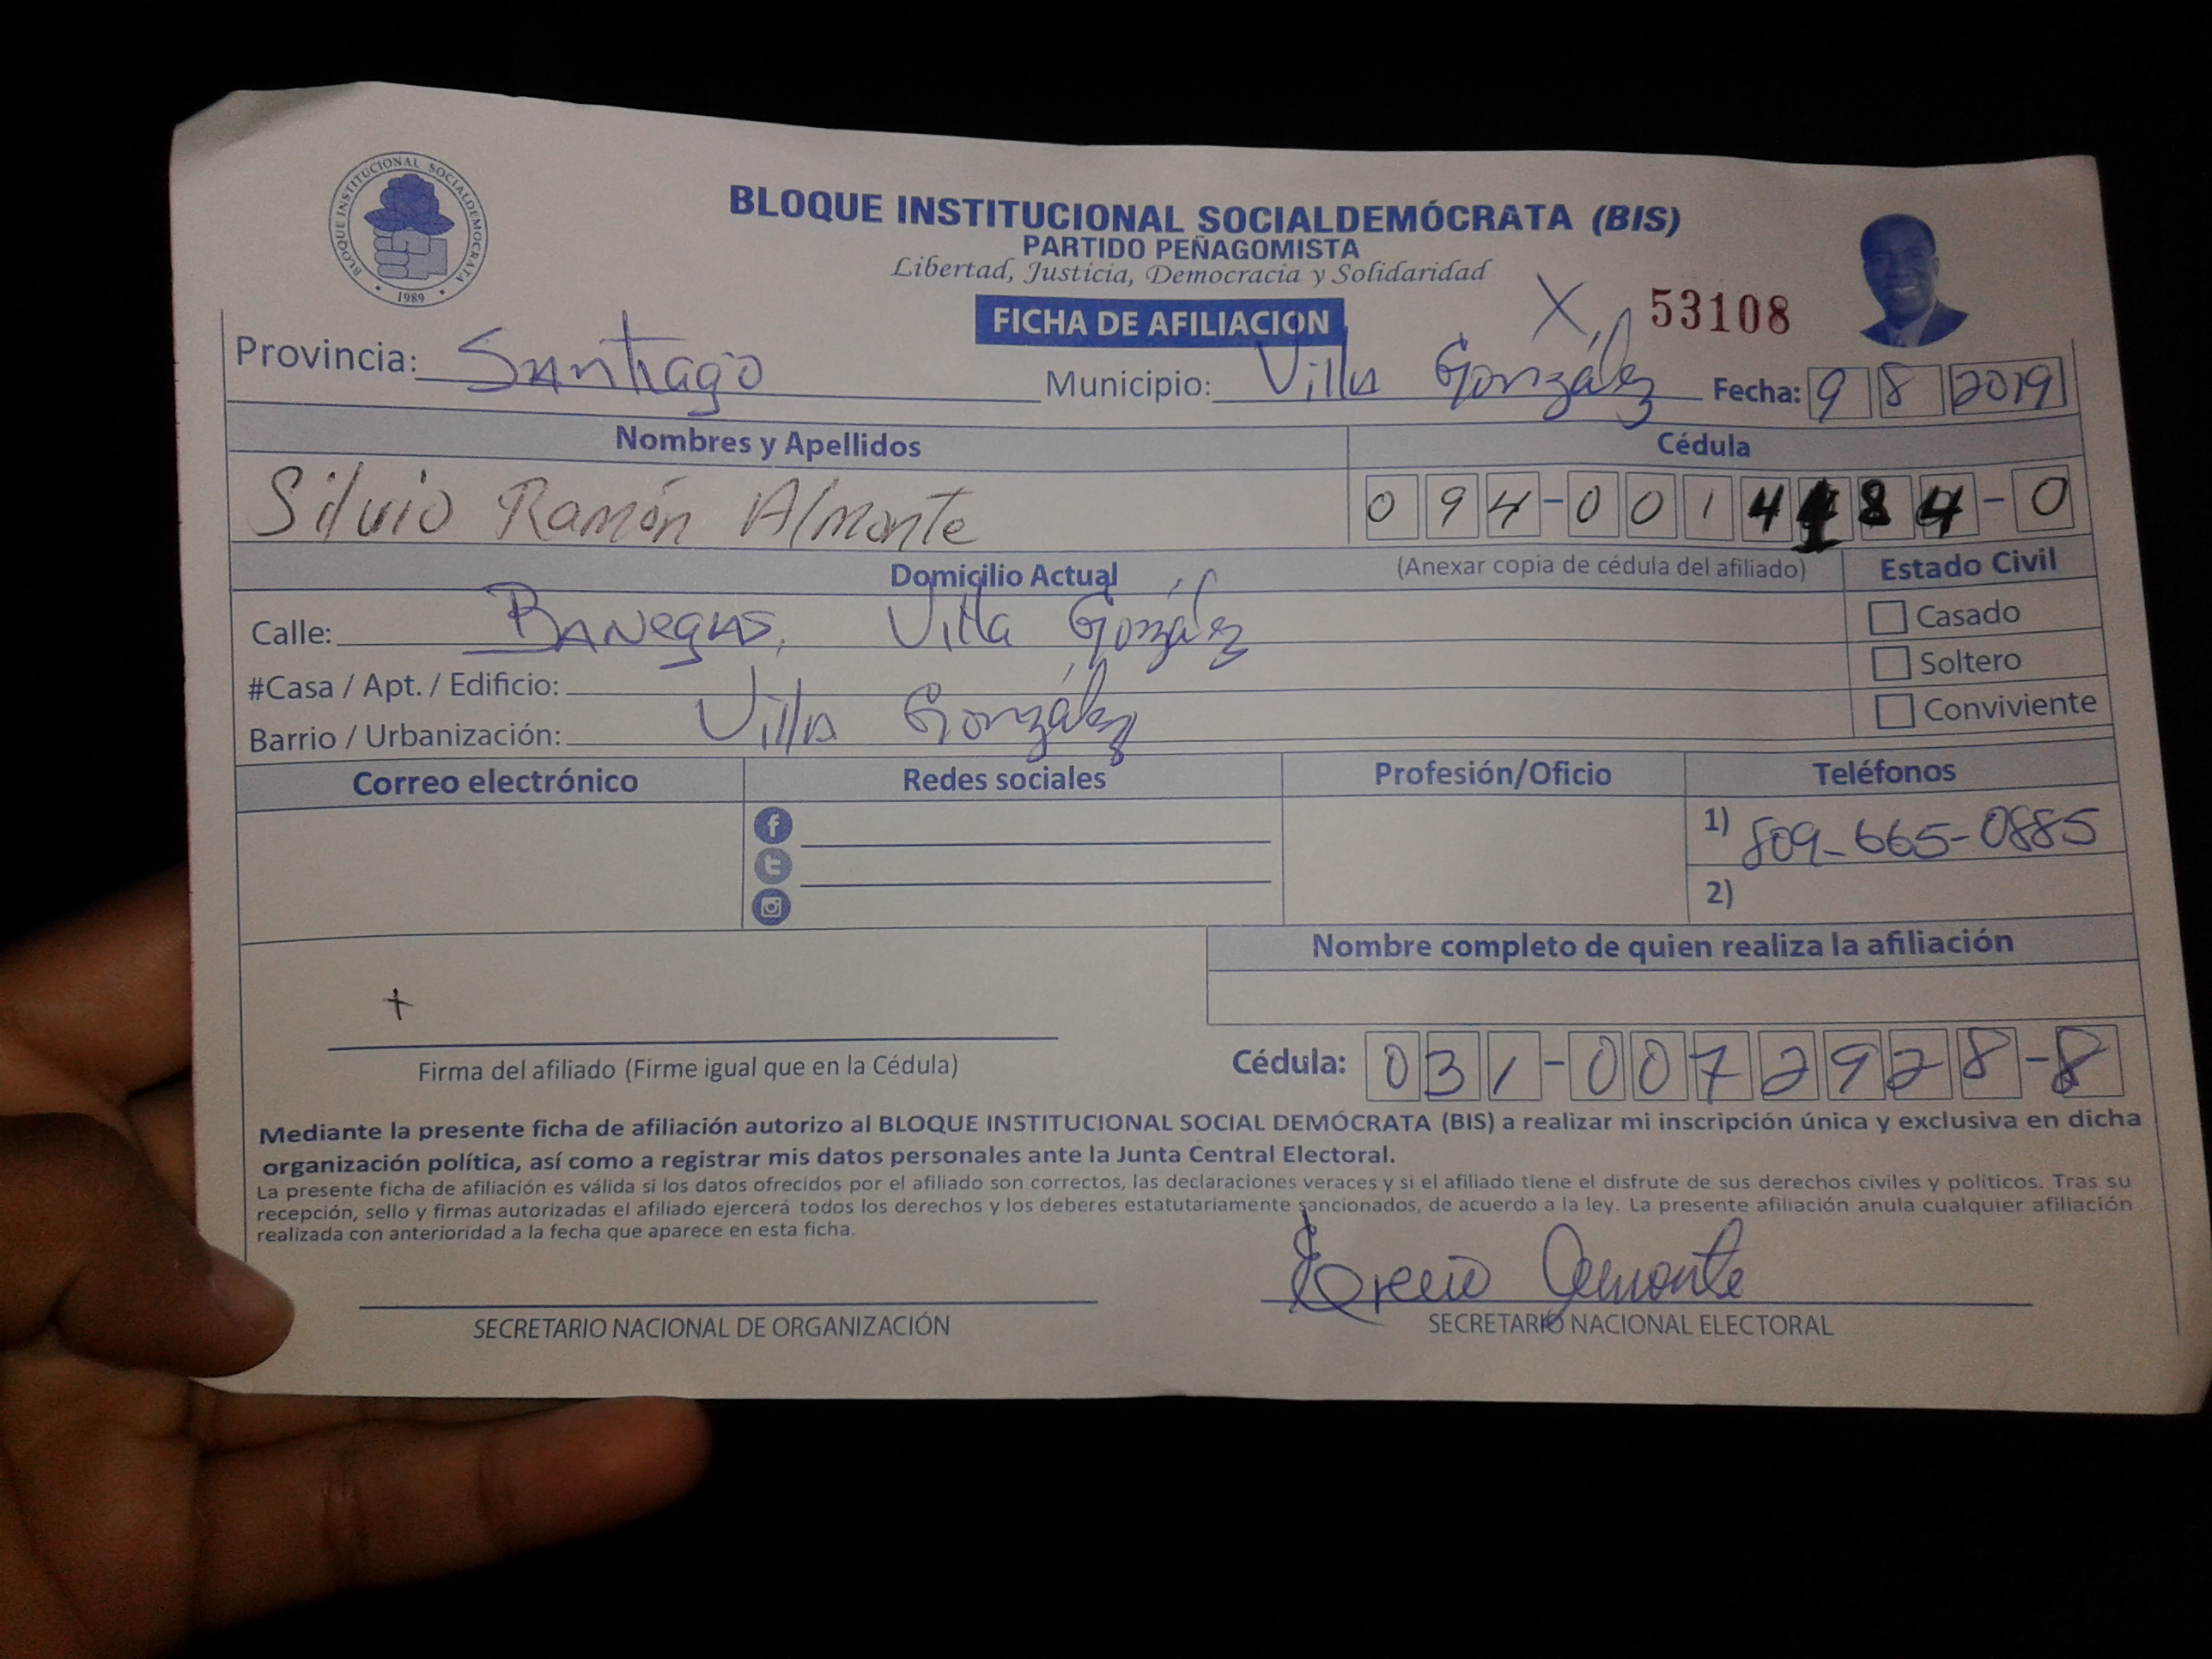 BLOQUE INSTITUCIONAL SOCIALDEMOCRATA
1989
BLOQUE INSTITUCIONAL SOCIALDEMÓCRATA (BIS)
PARTIDO PEÑAGOMISTA
Libertad, Justicia, Democracia y Solidaridad
FICHA DE AFILIACION
X 53108
Provincia: Santiago Municipio: Villa González Fecha: 9 8 2019
Nombres y Apellidos Cédula
Silvio Ramón Almonte 094-0014184-0
Domicilio Actual (Anexar copia de cédula del afiliado) Estado Civil
Calle: Banegas, Villa González Casado
#Casa / Apt. / Edificio: Soltero
Barrio / Urbanización: Villa González Conviviente
Correo electrónico Redes sociales Profesión/Oficio Teléfonos
1) 809-665-0885
2)
Nombre completo de quien realiza la afiliación
Firma del afiliado (Firme igual que en la Cédula) Cédula: 031-0072928-8
Mediante la presente ficha de afiliación autorizo al BLOQUE INSTITUCIONAL SOCIAL DEMÓCRATA (BIS) a realizar mi inscripción única y exclusiva en dicha
organización política, así como a registrar mis datos personales ante la Junta Central Electoral.
La presente ficha de afiliación es válida si los datos ofrecidos por el afiliado son correctos, las declaraciones veraces y si el afiliado tiene el disfrute de sus derechos civiles y políticos. Tras su
recepción, sello y firmas autorizadas el afiliado ejercerá todos los derechos y los deberes estatutariamente sancionados, de acuerdo a la ley. La presente afiliación anula cualquier afiliación
realizada con anterioridad a la fecha que aparece en esta ficha.
Almonte
SECRETARIO NACIONAL DE ORGANIZACIÓN SECRETARIO NACIONAL ELECTORAL